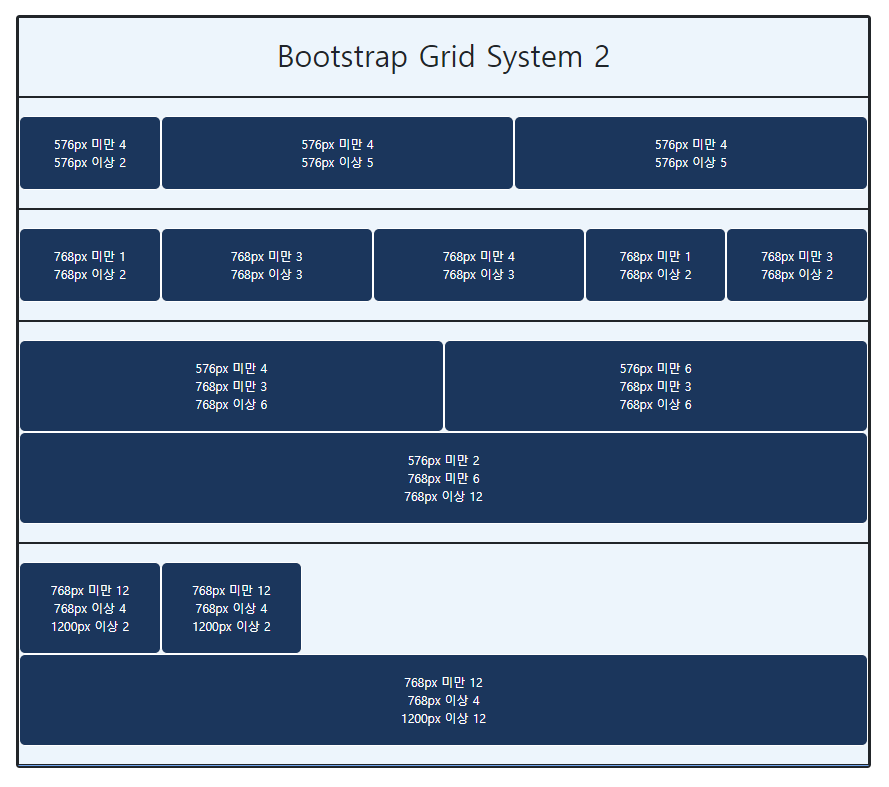 Bootstrap Grid System 2
576px 미만 4
576px 이상 2
576px 미만 4
576px 이상 5
576px 미만 4
576px 이상 5
768px 미만 1
768px 이상 2
768px 미만 3
768px 이상 3
768px 미만 4
768px 이상 3
768px 미만 1
768px 이상 2
768px 미만 3
768px 이상 2
576px 미만 4
768px 미만 3
768px 이상 6
576px 미만 6
768px 미만 3
768px 이상 6
576px 미만 2
768px 미만 6
768px 이상 12
768px 미만 12
768px 이상 4
1200px 이상 2
768px 미만 12
768px 이상 4
1200px 이상 2
768px 미만 12
768px 이상 4
1200px 이상 12